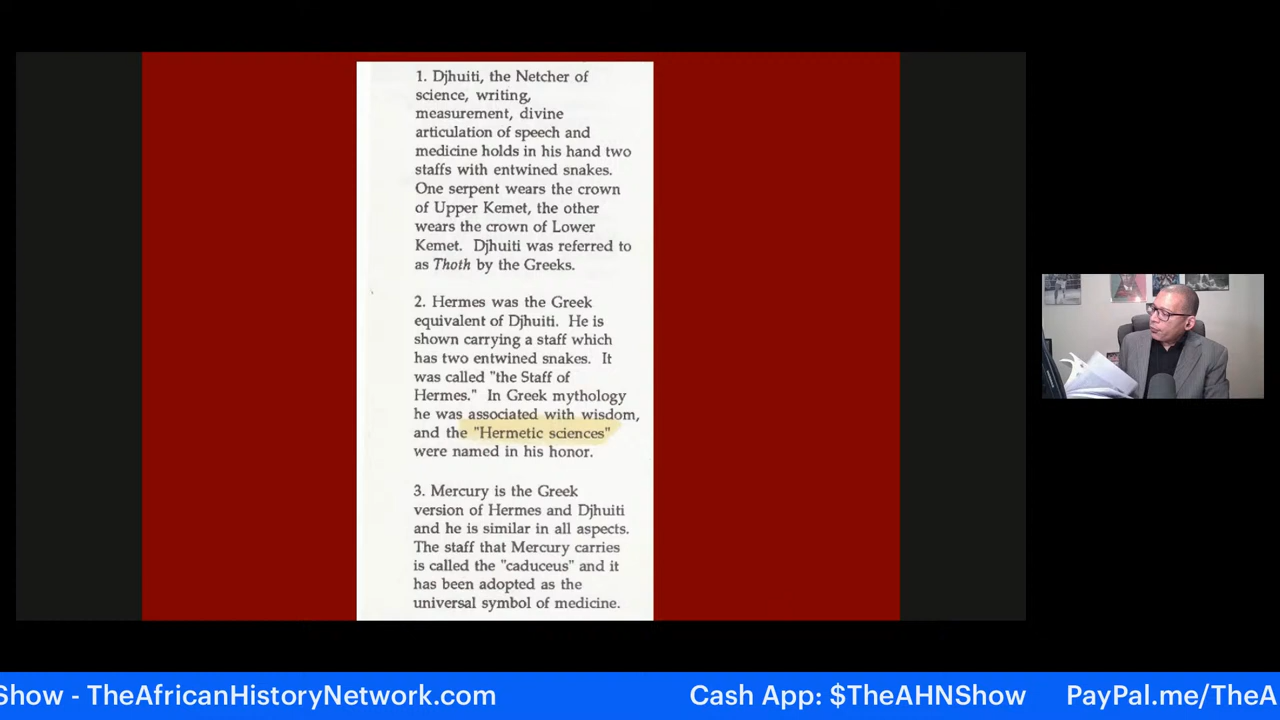 1. Djhuiti, the Netcher of
science, writing,
measurement, divine
articulation of speech and
medicine holds in his hand two
staffs with entwined snakes.
One serpent wears the crown
of Upper Kemet, the other
wears the crown of Lower
Kemet. Djhuiti was referred to
as Thoth by the Greeks.
2. Hermes was the Greek
equivalent of Djhuiti. He is
shown carrying a staff which
has two entwined snakes. It
was called "the Staff of
Hermes." In Greek mythology
he was associated with wisdom,
and the "Hermetic sciences"
were named in his honor.
3. Mercury is the Greek
version of Hermes and Djhuiti
and he is similar in all aspects.
The staff that Mercury carries
is called the "caduceus" and it
has been adopted as the
universal symbol of medicine.
Show - TheAfricanHistoryNetwork.com Cash App: $TheAHNShow PayPal.me/TheA